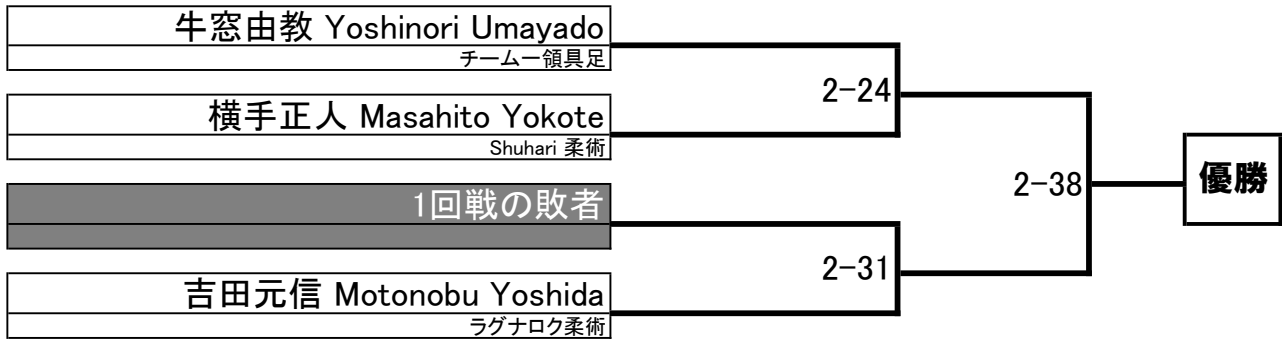 牛窓由教 Yoshinori Umayado
チーム一領具足
2-24
横手正人 Masahito Yokote
Shuhari 柔術
2-38
優勝
1回戦の敗者
2-31
吉田元信 Motonobu Yoshida
ラグナロク柔術